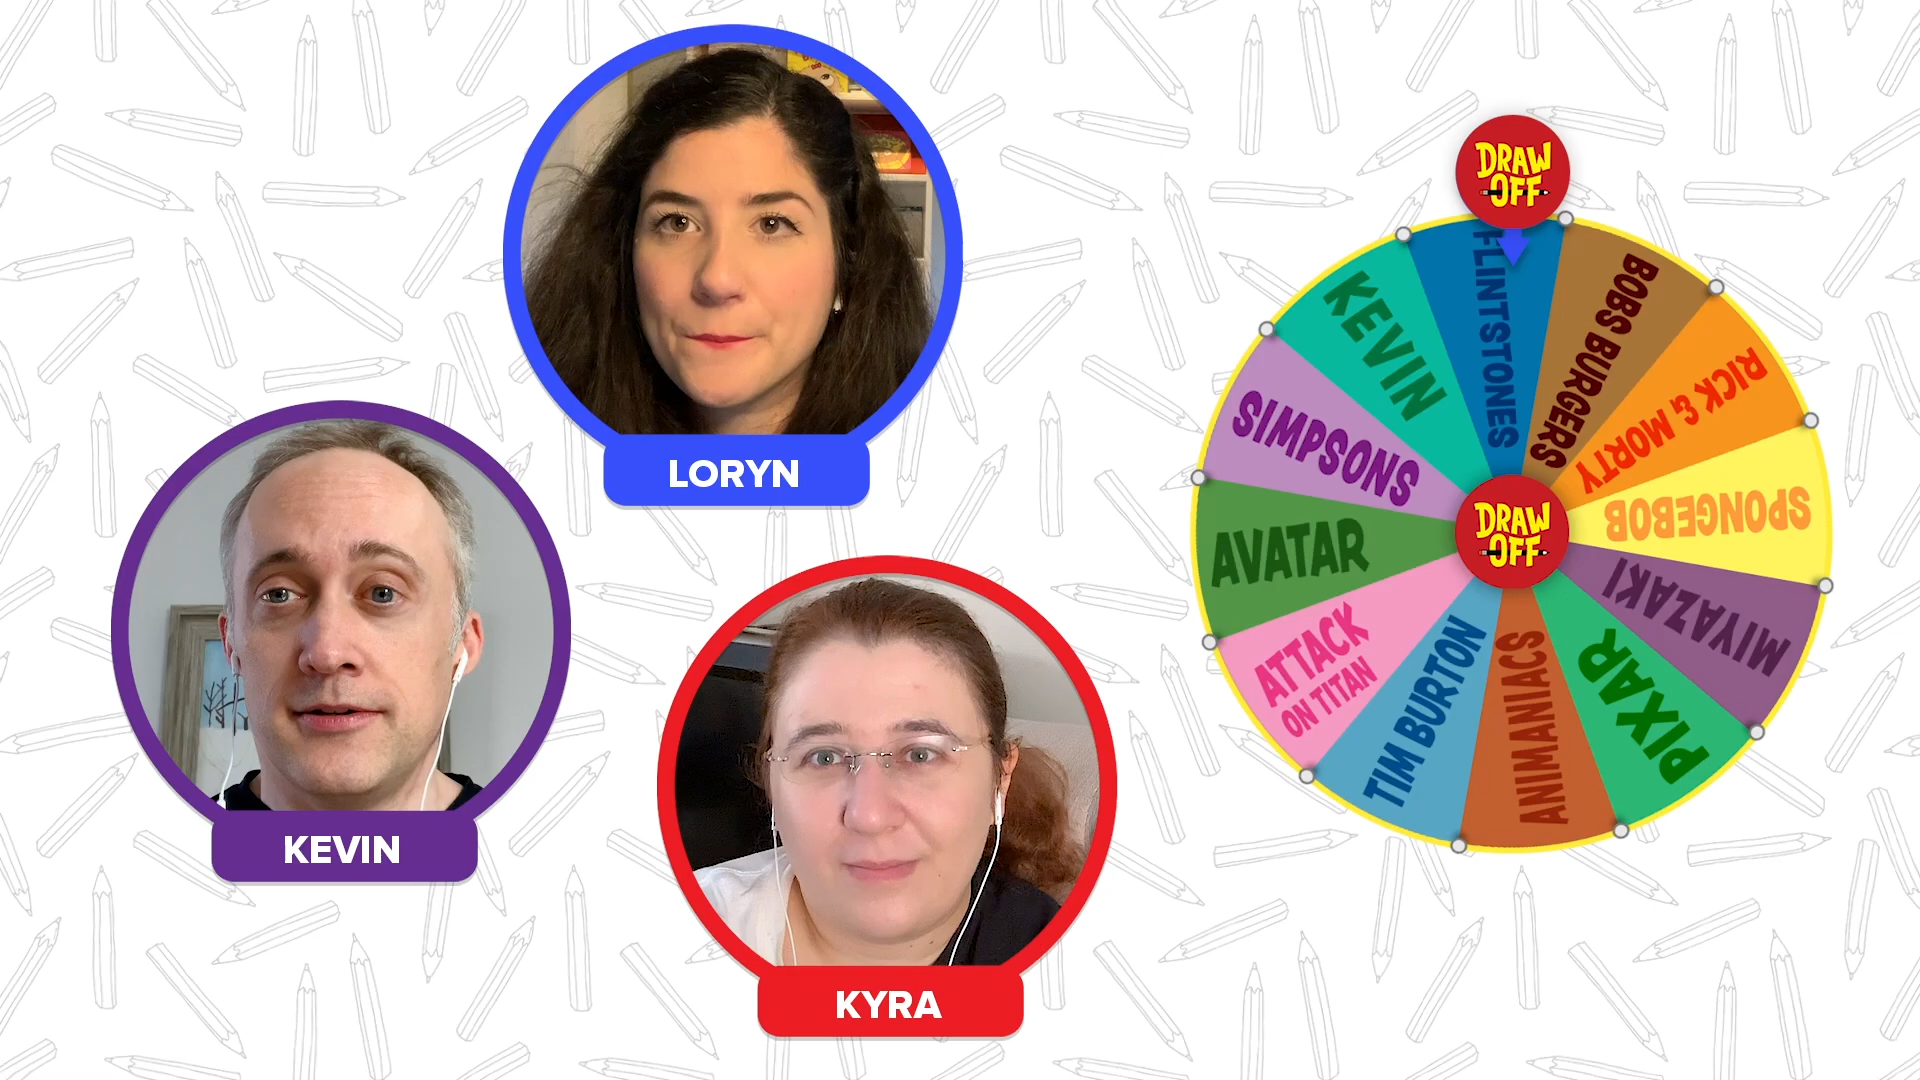 LORYN
KEVIN
KYRA
DRAW
OFF
FLINTSTONES
BOBS BURGERS
RICK & MORTY
SPONGEBOB
MIYAZAKI
PIXAR
ANIMANIACS
TIM BURTON
ATTACK
ON TITAN
AVATAR
SIMPSONS
KEVIN
DRAW
OFF